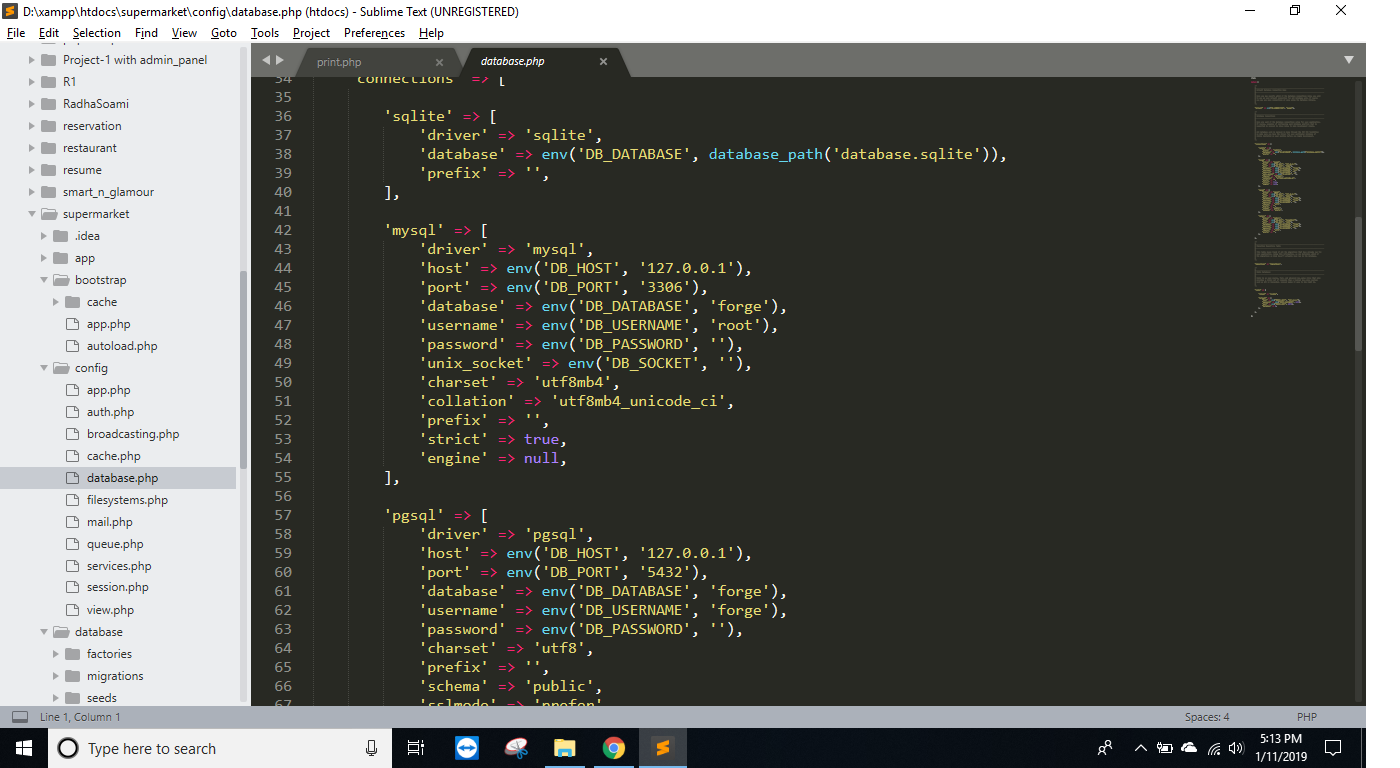 D:\xampp\htdocs\supermarket\config\database.php (htdocs) - Sublime Text (UNREGISTERED)
File Edit Selection Find View Goto Tools Project Preferences Help
Project-1 with admin_panel
R1
RadhaSoami
reservation
restaurant
resume
smart_n_glamour
supermarket
.idea
app
bootstrap
cache
app.php
autoload.php
config
app.php
auth.php
broadcasting.php
cache.php
database.php
filesystems.php
mail.php
queue.php
services.php
session.php
view.php
database
factories
migrations
seeds
print.php × database.php ×
34 'connections' => [
35
36 'sqlite' => [
37 'driver' => 'sqlite',
38 'database' => env('DB_DATABASE', database_path('database.sqlite')),
39 'prefix' => '',
40 ],
41
42 'mysql' => [
43 'driver' => 'mysql',
44 'host' => env('DB_HOST', '127.0.0.1'),
45 'port' => env('DB_PORT', '3306'),
46 'database' => env('DB_DATABASE', 'forge'),
47 'username' => env('DB_USERNAME', 'root'),
48 'password' => env('DB_PASSWORD', ''),
49 'unix_socket' => env('DB_SOCKET', ''),
50 'charset' => 'utf8mb4',
51 'collation' => 'utf8mb4_unicode_ci',
52 'prefix' => '',
53 'strict' => true,
54 'engine' => null,
55 ],
56
57 'pgsql' => [
58 'driver' => 'pgsql',
59 'host' => env('DB_HOST', '127.0.0.1'),
60 'port' => env('DB_PORT', '5432'),
61 'database' => env('DB_DATABASE', 'forge'),
62 'username' => env('DB_USERNAME', 'forge'),
63 'password' => env('DB_PASSWORD', ''),
64 'charset' => 'utf8',
65 'prefix' => '',
66 'schema' => 'public',
67 'sslmode' => 'prefer'
Line 1, Column 1 Spaces: 4 PHP
Type here to search
5:13 PM
1/11/2019